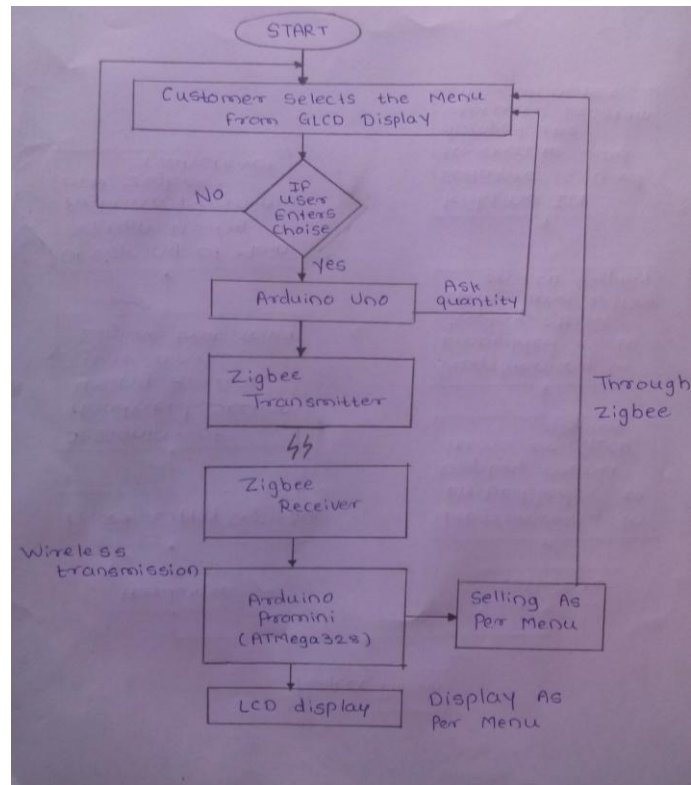 START
Customer Selects the Menu
from GLCD Display
If
User
Enters
Choise
No
Yes
Arduino Uno
Ask
quantity
Zigbee
Transmitter
Through
Zigbee
Zigbee
Receiver
Wireless
transmission
Arduino
Promini
(ATMega328)
Selling As
Per Menu
LCD display
Display As
Per Menu